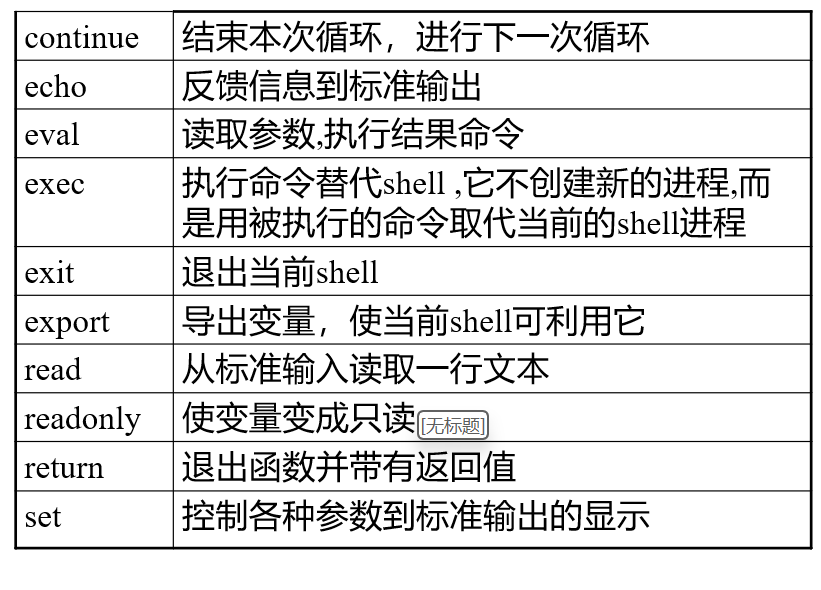 continue 结束本次循环，进行下一次循环
echo 反馈信息到标准输出
eval 读取参数,执行结果命令
exec 执行命令替代shell ,它不创建新的进程,而
是用被执行的命令取代当前的shell进程
exit 退出当前shell
export 导出变量，使当前shell可利用它
read 从标准输入读取一行文本
readonly 使变量变成只读 [无标题]
return 退出函数并带有返回值
set 控制各种参数到标准输出的显示